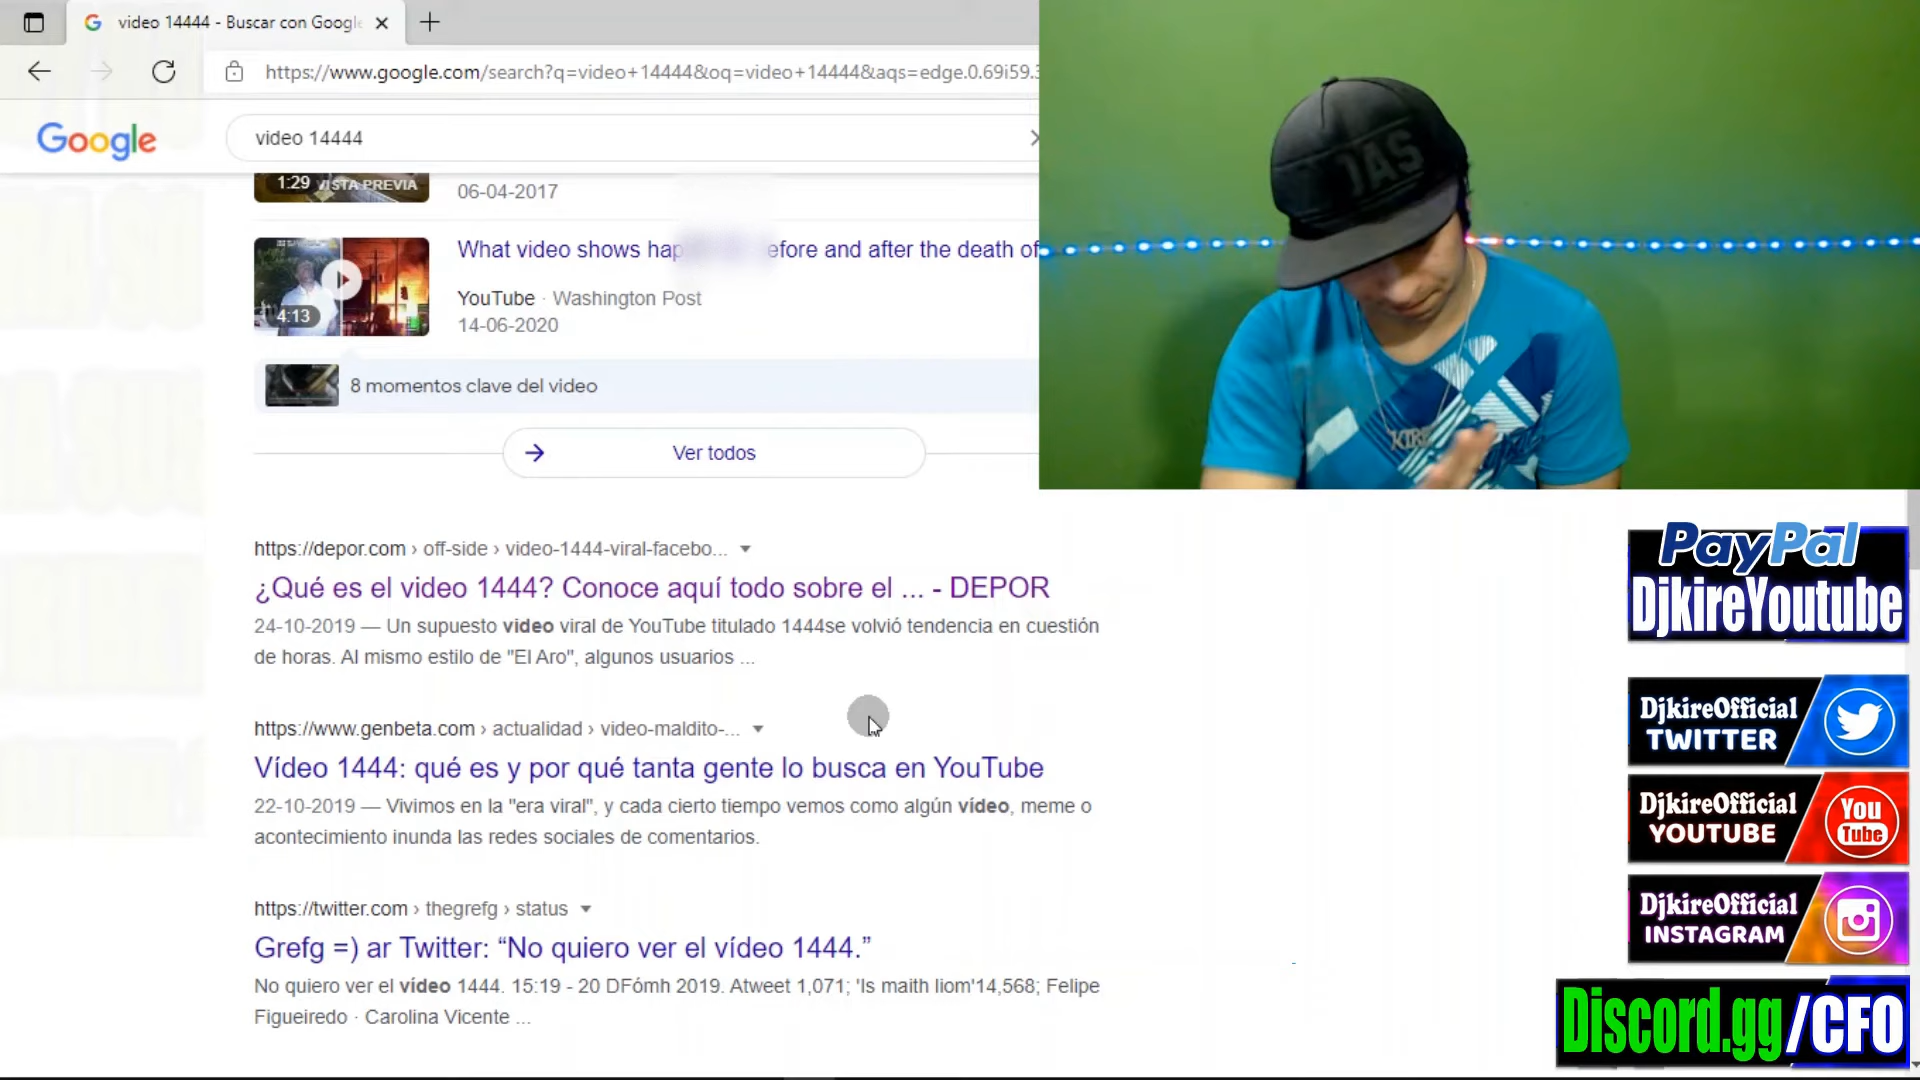 video 14444 - Buscar con Google
https://www.google.com/search?q=video+14444&oq=video+14444&aqs=edge.0.69i59.3
Google
video 14444
1:29
VISTA PREVIA
06-04-2017
What video shows hap efore and after the death of
4:13
YouTube · Washington Post
14-06-2020
8 momentos clave del video
Ver todos
https://depor.com › off-side › video-1444-viral-facebo...
¿Qué es el video 1444? Conoce aquí todo sobre el ... - DEPOR
24-10-2019 — Un supuesto video viral de YouTube titulado 1444se volvió tendencia en cuestión
de horas. Al mismo estilo de "El Aro", algunos usuarios ...
https://www.genbeta.com › actualidad › video-maldito-...
Vídeo 1444: qué es y por qué tanta gente lo busca en YouTube
22-10-2019 — Vivimos en la "era viral", y cada cierto tiempo vemos como algún vídeo, meme o
acontecimiento inunda las redes sociales de comentarios.
https://twitter.com › thegrefg › status
Grefg =) ar Twitter: “No quiero ver el vídeo 1444.”
No quiero ver el vídeo 1444. 15:19 - 20 DFómh 2019. Atweet 1,071; 'Is maith liom'14,568; Felipe
Figueiredo · Carolina Vicente ...
PayPal
DjkireYoutube
DjkireOfficial
TWITTER
DjkireOfficial
YOUTUBE
You
Tube
DjkireOfficial
INSTAGRAM
Discord.gg/CFO